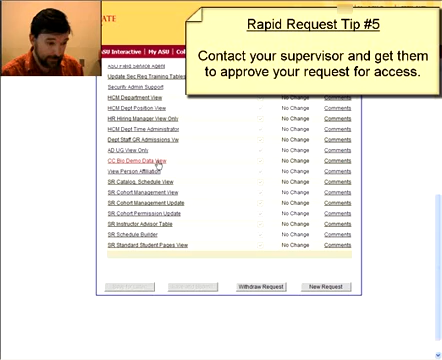 ATE
Rapid Request Tip #5
Contact your supervisor and get them
to approve your request for access.
ASU Interactive | My ASU | Col
ASU Field Service Agent
Update Sec Req Training Tables No Change Comments
Security Admin Support No Change Comments
HCM Department View No Change Comments
HCM Dept Position View No Change Comments
HR Hiring Manager View Only No Change Comments
HCM Dept Time Administrator No Change Comments
Dept Staff GR Admissions Vw No Change Comments
AD UG View Only No Change Comments
CC Bio Demo Data View No Change Comments
View Person Affiliation No Change Comments
SR Catalog, Schedule View No Change Comments
SR Cohort Management View No Change Comments
SR Cohort Management Update No Change Comments
SR Cohort Permission Update No Change Comments
SR Instructor Advisor Table No Change Comments
SR Schedule Builder No Change Comments
SR Standard Student Pages View No Change Comments
Withdraw Request New Request